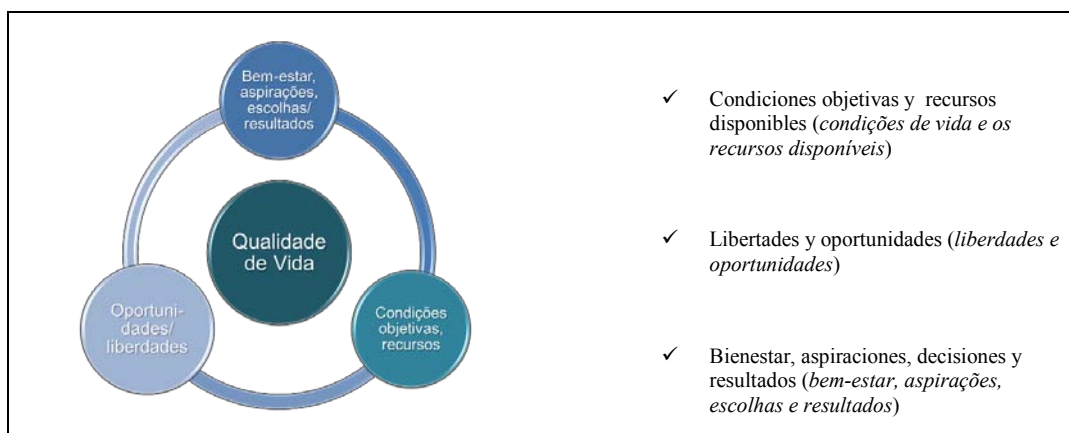 Bem-estar,
aspirações,
escolhas/
resultados
Qualidade
de Vida
Oportuni-
dades/
liberdades
Condições
objetivas,
recursos
✓ Condiciones objetivas y recursos
disponibles (condições de vida e os
recursos disponíveis)
✓ Libertades y oportunidades (liberdades e
oportunidades)
✓ Bienestar, aspiraciones, decisiones y
resultados (bem-estar, aspirações,
escolhas e resultados)